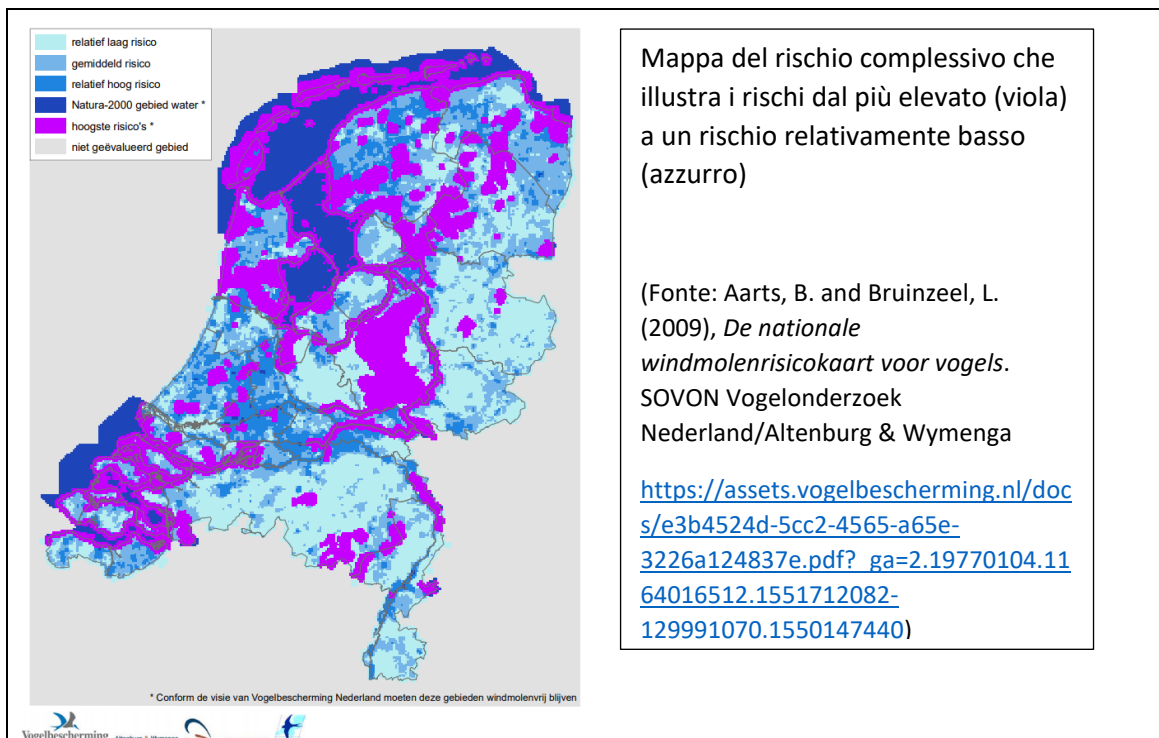 relatief laag risico
gemiddeld risico
relatief hoog risico
Natura-2000 gebied water *
hoogste risico's *
niet geëvalueerd gebied
* Conform de visie van Vogelbescherming Nederland moeten deze gebieden windmolenvrij blijven
Vogelbescherming
Mappa del rischio complessivo che
illustra i rischi dal più elevato (viola)
a un rischio relativamente basso
(azzurro)
(Fonte: Aarts, B. and Bruinzeel, L.
(2009), De nationale
windmolenrisicokaart voor vogels.
SOVON Vogelonderzoek
Nederland/Altenburg & Wymenga
https://assets.vogelbescherming.nl/doc
s/e3b4524d-5cc2-4565-a65e-
3226a124837e.pdf?_ga=2.19770104.11
64016512.1551712082-
129991070.1550147440)